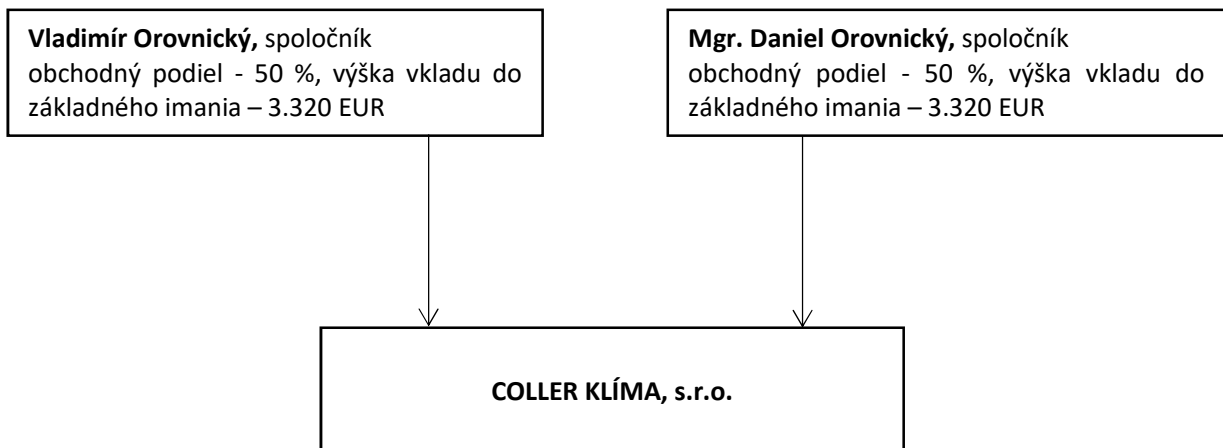 Vladimír Orovnický, spoločník
obchodný podiel - 50 %, výška vkladu do
základného imania – 3.320 EUR
Mgr. Daniel Orovnický, spoločník
obchodný podiel - 50 %, výška vkladu do
základného imania – 3.320 EUR
COLLER KLÍMA, s.r.o.